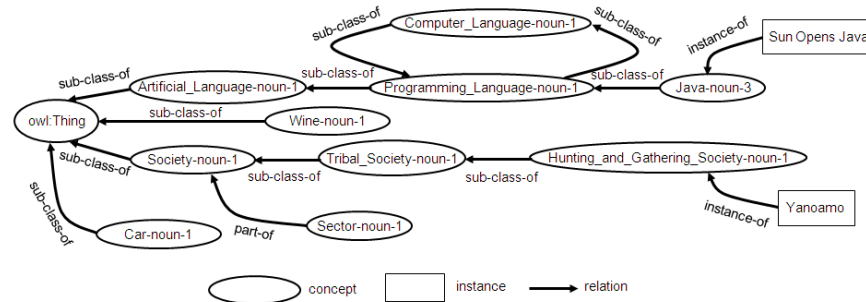 Computer_Language-noun-1
sub-class-of
sub-class-of
instance-of
Sun Opens Java
sub-class-of
Artificial_Language-noun-1
sub-class-of
Programming_Language-noun-1
sub-class-of
Java-noun-3
owl:Thing
sub-class-of
Wine-noun-1
sub-class-of
Society-noun-1
sub-class-of
Tribal_Society-noun-1
sub-class-of
Hunting_and_Gathering_Society-noun-1
sub-class-of
Car-noun-1
part-of
Sector-noun-1
instance-of
Yanoamo
concept
instance
relation